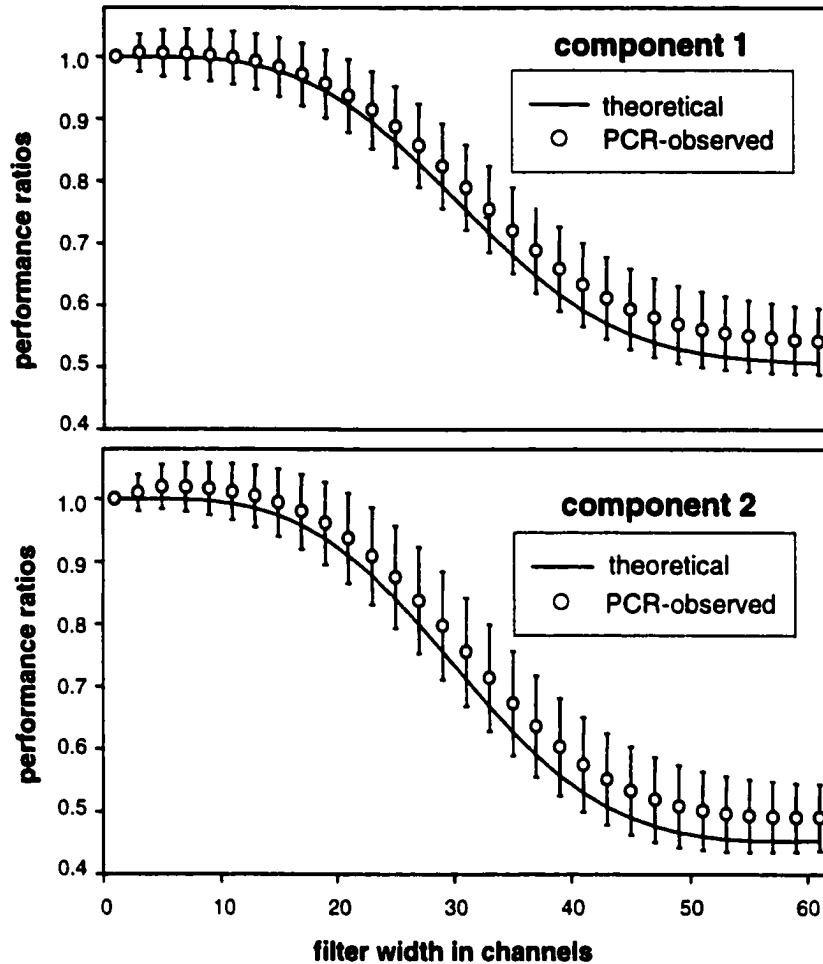 component 1
theoretical
PCR-observed
performance ratios
1.0
0.9
0.8
0.7
0.6
0.5
0.4
component 2
theoretical
PCR-observed
performance ratios
1.0
0.9
0.8
0.7
0.6
0.5
0.4
0 10 20 30 40 50 60
filter width in channels